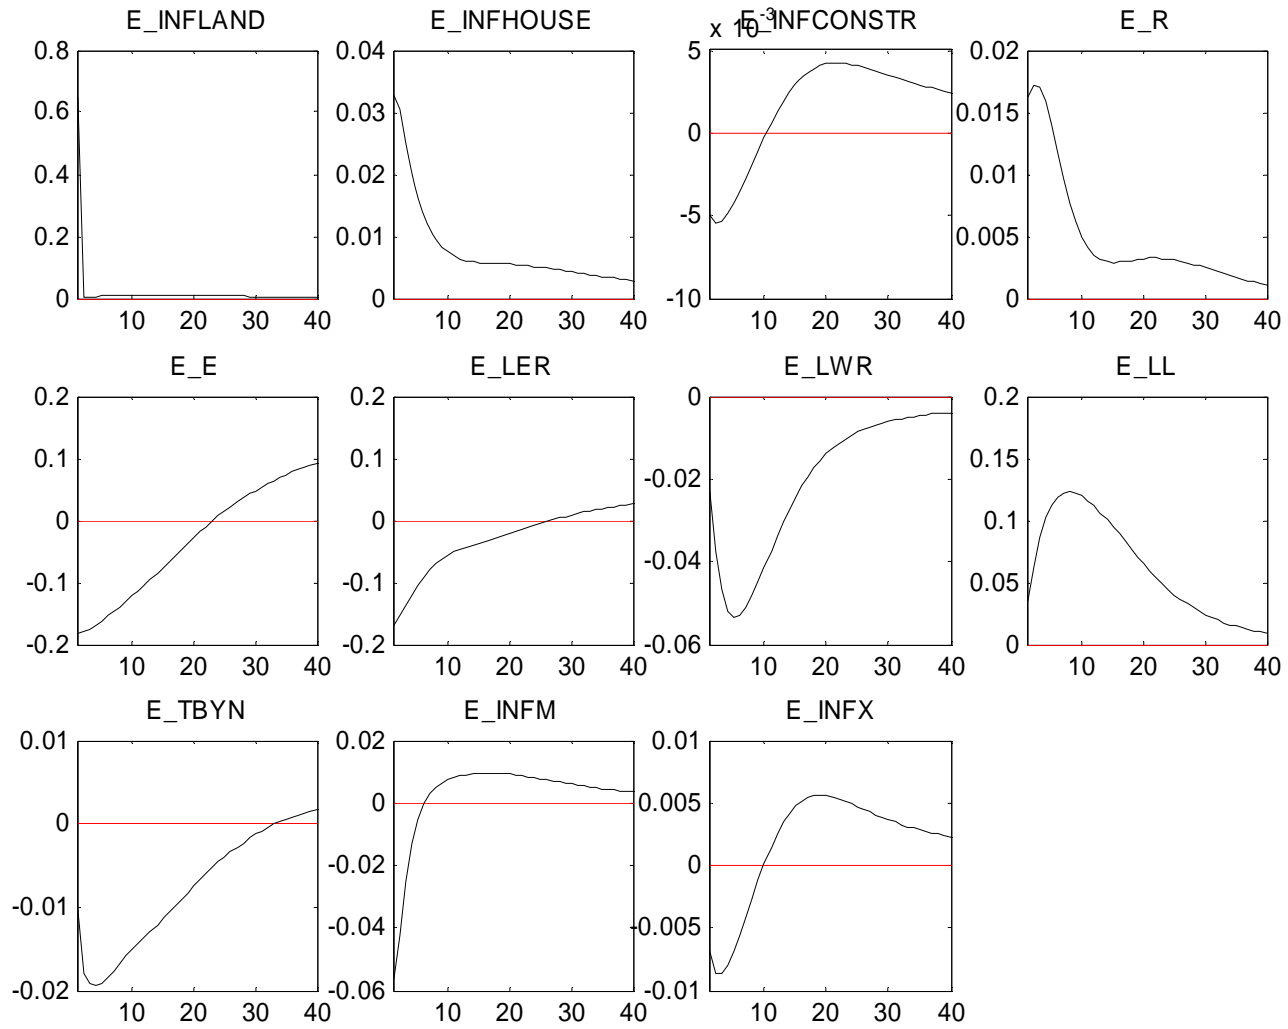 E_INFLAND E_INFHOUSE E_INFCONSTR E_R
x 10-3
0.8 0.04 5 0.02
0.6 0.03 0 0.015
0.4 0.02 0.01
0.2 0.01 -5 0.005
0 0 -10 0
10 20 30 40 10 20 30 40 10 20 30 40 10 20 30 40
E_E E_LER E_LWR E_LL
0.2 0.2 0 0.2
0.1 0.1 -0.02 0.15
0 0 0.1
-0.1 -0.1 -0.04 0.05
-0.2 -0.2 -0.06 0
10 20 30 40 10 20 30 40 10 20 30 40 10 20 30 40
E_TBYN E_INFM E_INFX
0.01 0.02 0.01
0 0 0.005
-0.02 0
-0.01 -0.04 -0.005
-0.02 -0.06 -0.01
10 20 30 40 10 20 30 40 10 20 30 40